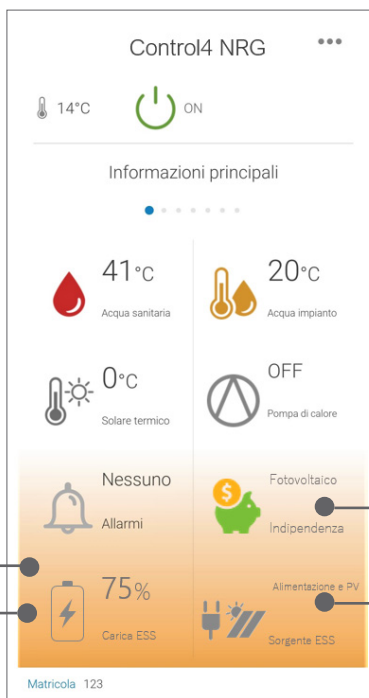 Control4 NRG
14°C
ON
Informazioni principali
41°C
Acqua sanitaria
20°C
Acqua impianto
0°C
Solare termico
OFF
Pompa di calore
Nessuno
Allarmi
Fotovoltaico
Indipendenza
75%
Carica ESS
Alimentazione e PV
Sorgente ESS
Matricola 123